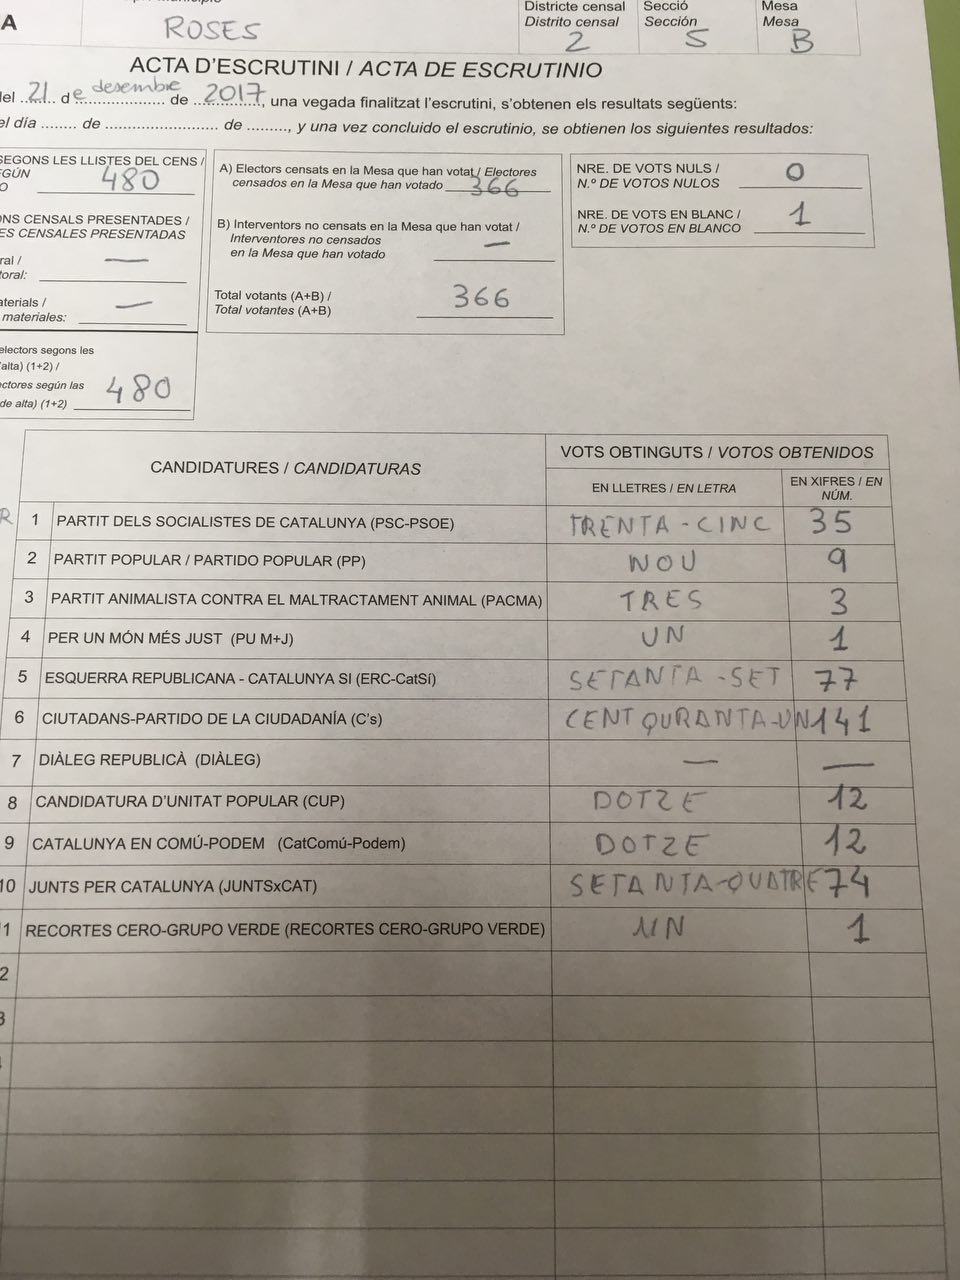 A
ROSES
Districte censal
Distrito censal
2
Secció
Sección
5
Mesa
Mesa
B
ACTA D'ESCRUTINI / ACTA DE ESCRUTINIO
del 21 de desembre de 2017, una vegada finalitzat l'escrutini, s'obtenen els resultats següents:
el día ........ de ......................... de ........., y una vez concluido el escrutinio, se obtienen los siguientes resultados:
SEGONS LES LLISTES DEL CENS /
480
ONS CENSALS PRESENTADES /
ES CENSALES PRESENTADAS
ral /
toral: —
aterials /
materiales: —
electors segons les
alta) (1+2) /
ectores según las
de alta) (1+2) 480
A) Electors censats en la Mesa que han votat / Electores
censados en la Mesa que han votado 366
B) Interventors no censats en la Mesa que han votat /
Interventores no censados
en la Mesa que han votado —
Total votants (A+B) /
Total votantes (A+B) 366
NRE. DE VOTS NULS /
N.º DE VOTOS NULOS 0
NRE. DE VOTS EN BLANC /
N.º DE VOTOS EN BLANCO 1
CANDIDATURES / CANDIDATURAS
VOTS OBTINGUTS / VOTOS OBTENIDOS
EN LLETRES / EN LETRA
EN XIFRES / EN
NÚM.
R 1 PARTIT DELS SOCIALISTES DE CATALUNYA (PSC-PSOE) TRENTA-CINC 35
2 PARTIT POPULAR / PARTIDO POPULAR (PP) NOU 9
3 PARTIT ANIMALISTA CONTRA EL MALTRACTAMENT ANIMAL (PACMA) TRES 3
4 PER UN MÓN MÉS JUST (PU M+J) UN 1
5 ESQUERRA REPUBLICANA - CATALUNYA SI (ERC-CatSí) SETANTA-SET 77
6 CIUTADANS-PARTIDO DE LA CIUDADANÍA (C's) CENT QURANTA-UN 141
7 DIÀLEG REPUBLICÀ (DIÀLEG) — —
8 CANDIDATURA D'UNITAT POPULAR (CUP) DOTZE 12
9 CATALUNYA EN COMÚ-PODEM (CatComú-Podem) DOTZE 12
10 JUNTS PER CATALUNYA (JUNTSxCAT) SETANTA-QUATRE 74
1 RECORTES CERO-GRUPO VERDE (RECORTES CERO-GRUPO VERDE) UN 1
2
3